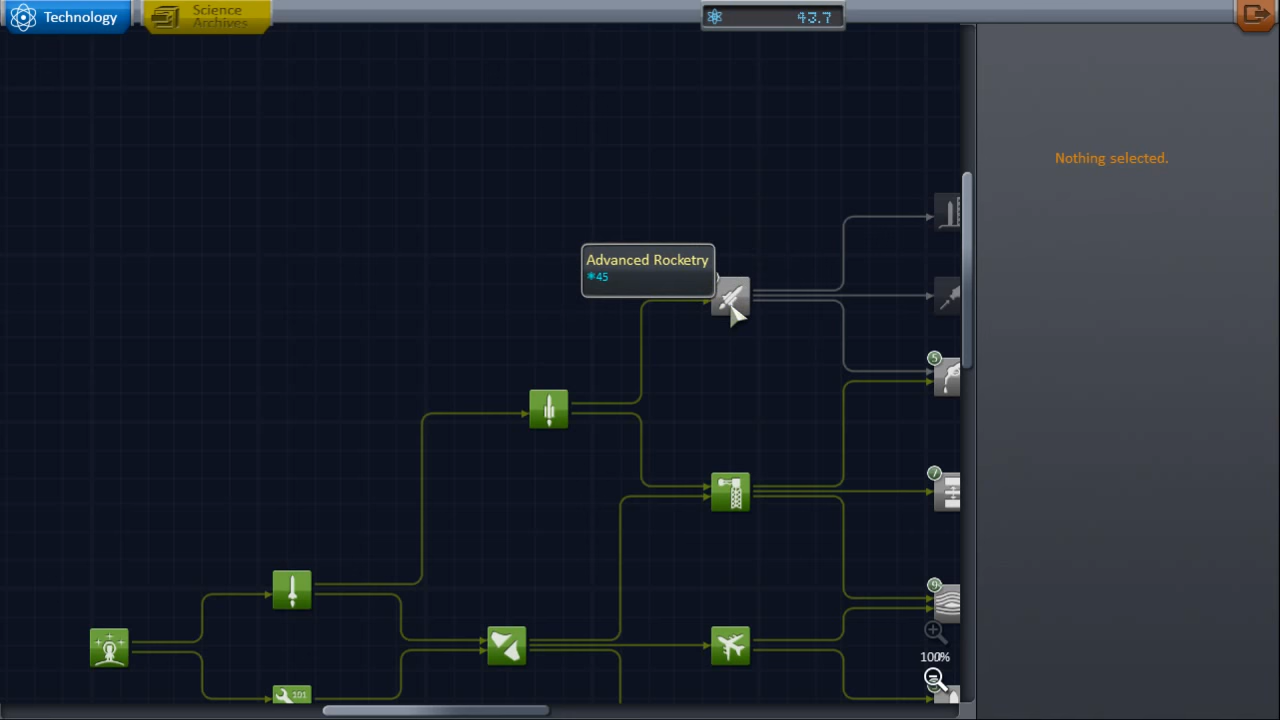 Technology
Science
Archives
43.7
Nothing selected.
Advanced Rocketry
*45
5
7
9
101
100%